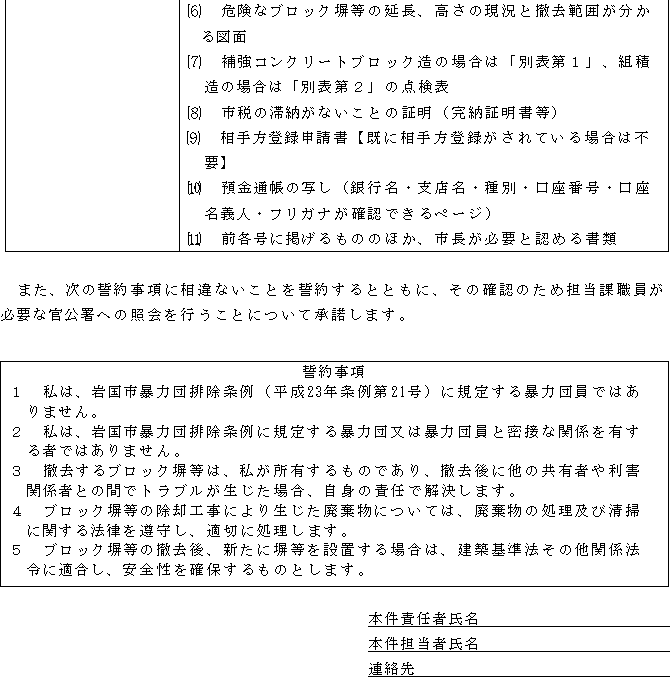 ⑹　危険なブロック塀等の延長、高さの現況と撤去範囲が分か
る図面
⑺　補強コンクリートブロック造の場合は「別表第１」、組積
造の場合は「別表第２」の点検表
⑻　市税の滞納がないことの証明（完納証明書等）
⑼　相手方登録申請書【既に相手方登録がされている場合は不
要】
⑽　預金通帳の写し（銀行名・支店名・種別・口座番号・口座
名義人・フリガナが確認できるページ）
⑾　前各号に掲げるもののほか、市長が必要と認める書類
また、次の誓約事項に相違ないことを誓約するとともに、その確認のため担当課職員が
必要な官公署への照会を行うことについて承諾します。
誓約事項
１　私は、岩国市暴力団排除条例（平成23年条例第21号）に規定する暴力団員ではあ
りません。
２　私は、岩国市暴力団排除条例に規定する暴力団又は暴力団員と密接な関係を有す
る者ではありません。
３　撤去するブロック塀等は、私が所有するものであり、撤去後に他の共有者や利害
関係者との間でトラブルが生じた場合、自身の責任で解決します。
４　ブロック塀等の除却工事により生じた廃棄物については、廃棄物の処理及び清掃
に関する法律を遵守し、適切に処理します。
５　ブロック塀等の撤去後、新たに塀等を設置する場合は、建築基準法その他関係法
令に適合し、安全性を確保するものとします。
本件責任者氏名
本件担当者氏名
連絡先